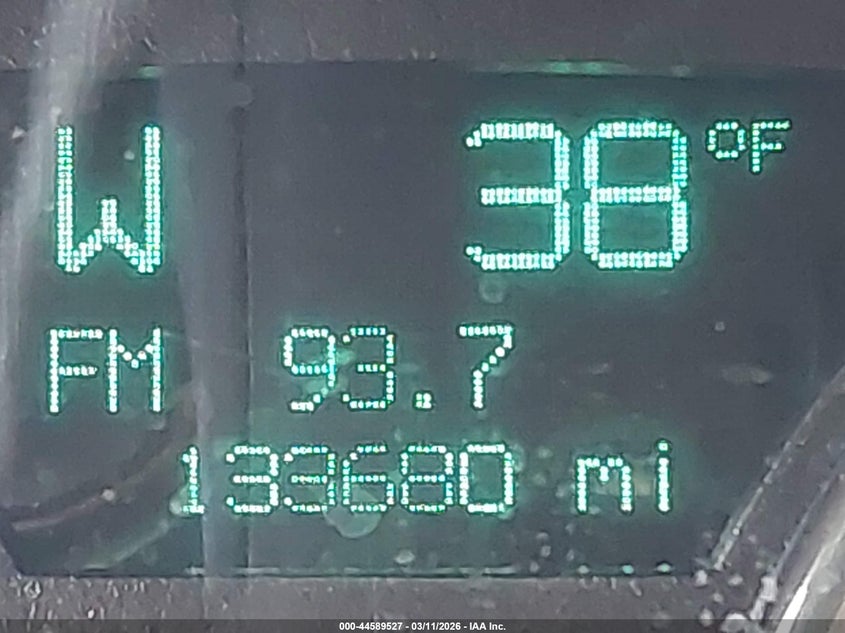 W 38 °F
FM 93.7
133680 mi
000-44589527 - 03/11/2026 - IAA Inc.